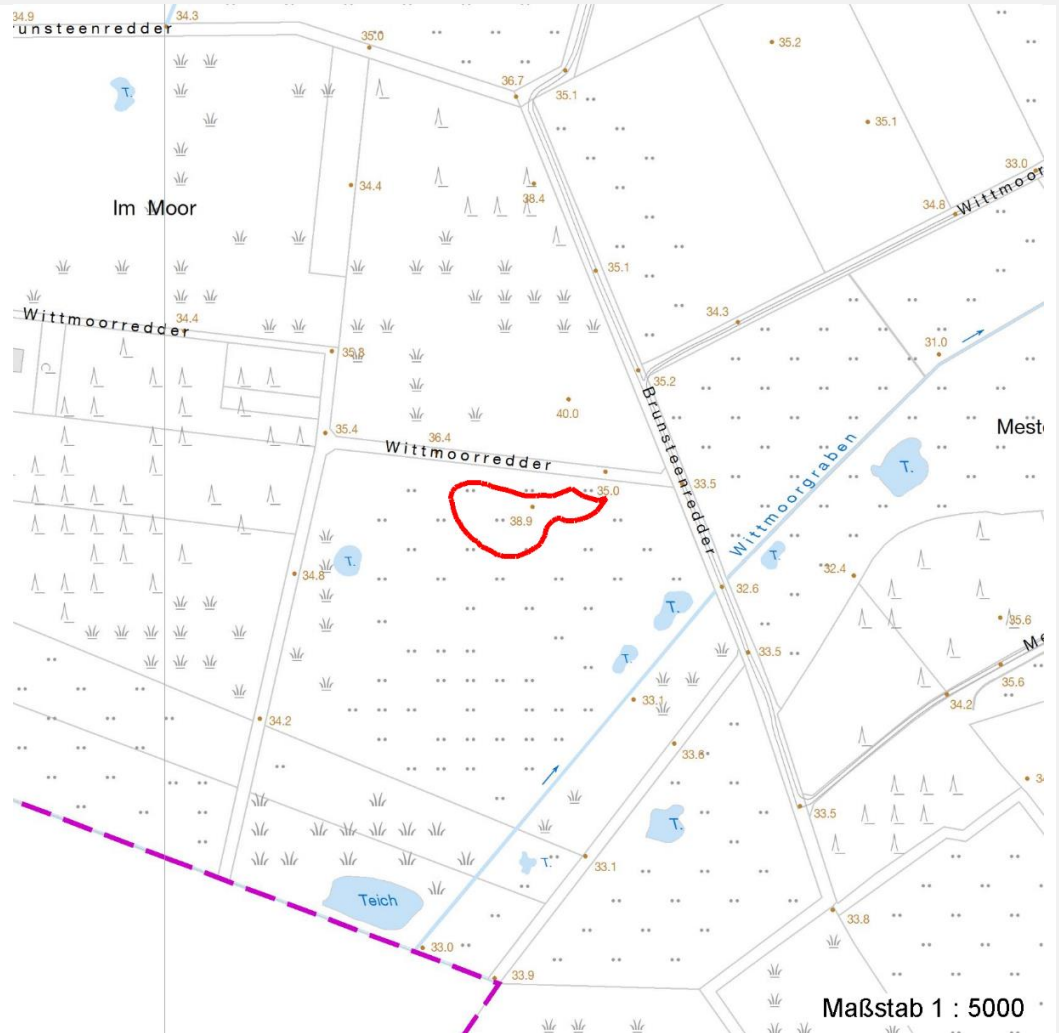 34.9
34.3
unsteenredder
35.0
35.2
36.7
35.1
T.
35.1
33.0
34.4
38.4
Im Moor
34.8
Wittmoor
35.1
Wittmoorredder
34.4
34.3
31.0
35.8
35.2
40.0
Brunsteenredder
35.4
36.4
Wittmoorredder
Mest
T.
35.0
33.5
38.9
Wittmoorgraben
T.
T.
34.8
32.4
32.6
T.
35.6
33.5
T.
Me
35.6
33.1
34.2
34.2
33.6
34
33.5
T.
T.
33.1
Teich
33.8
33.0
33.9
Maßstab 1 : 5000